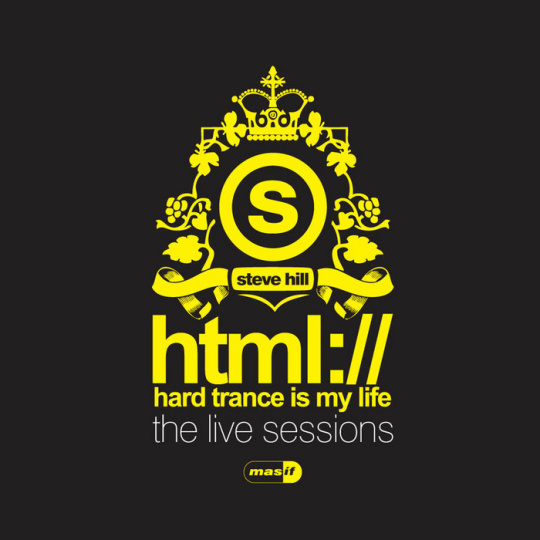 S
steve hill
html://
hard trance is my life
the live sessions
masif